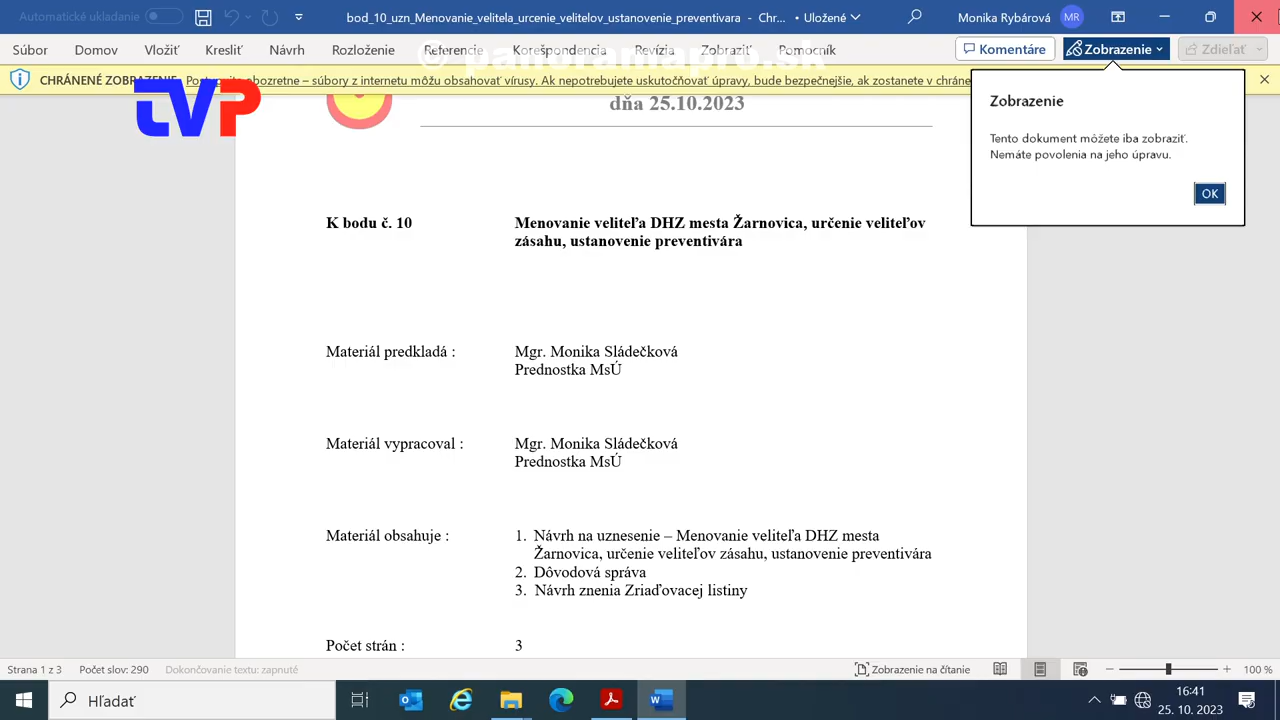 Automatické ukladanie
bod_10_uzn_Menovanie_velitela_urcenie_velitelov_ustanovenie_preventivara - Chr... • Uložené
Monika Rybárová MR
Súbor Domov Vložiť Kresliť Návrh Rozloženie Referencie Korešpondencia Revízia Zobraziť Pomocník
Komentáre Zobrazenie Zdieľať
CHRÁNENÉ ZOBRAZENIE Postupujte obozretne – súbory z internetu môžu obsahovať vírusy. Ak nepotrebujete uskutočňovať úpravy, bude bezpečnejšie, ak zostanete v chráne
tVP
Zobrazenie
Tento dokument môžete iba zobraziť.
Nemáte povolenia na jeho úpravu.
OK
dňa 25.10.2023
K bodu č. 10 Menovanie veliteľa DHZ mesta Žarnovica, určenie veliteľov
zásahu, ustanovenie preventivára
Materiál predkladá : Mgr. Monika Sládečková
Prednostka MsÚ
Materiál vypracoval : Mgr. Monika Sládečková
Prednostka MsÚ
Materiál obsahuje : 1. Návrh na uznesenie – Menovanie veliteľa DHZ mesta
Žarnovica, určenie veliteľov zásahu, ustanovenie preventivára
2. Dôvodová správa
3. Návrh znenia Zriaďovacej listiny
Počet strán : 3
Strana 1 z 3 Počet slov: 290 Dokončovanie textu: zapnuté Zobrazenie na čítanie 100 %
Hľadať
16:41
25. 10. 2023